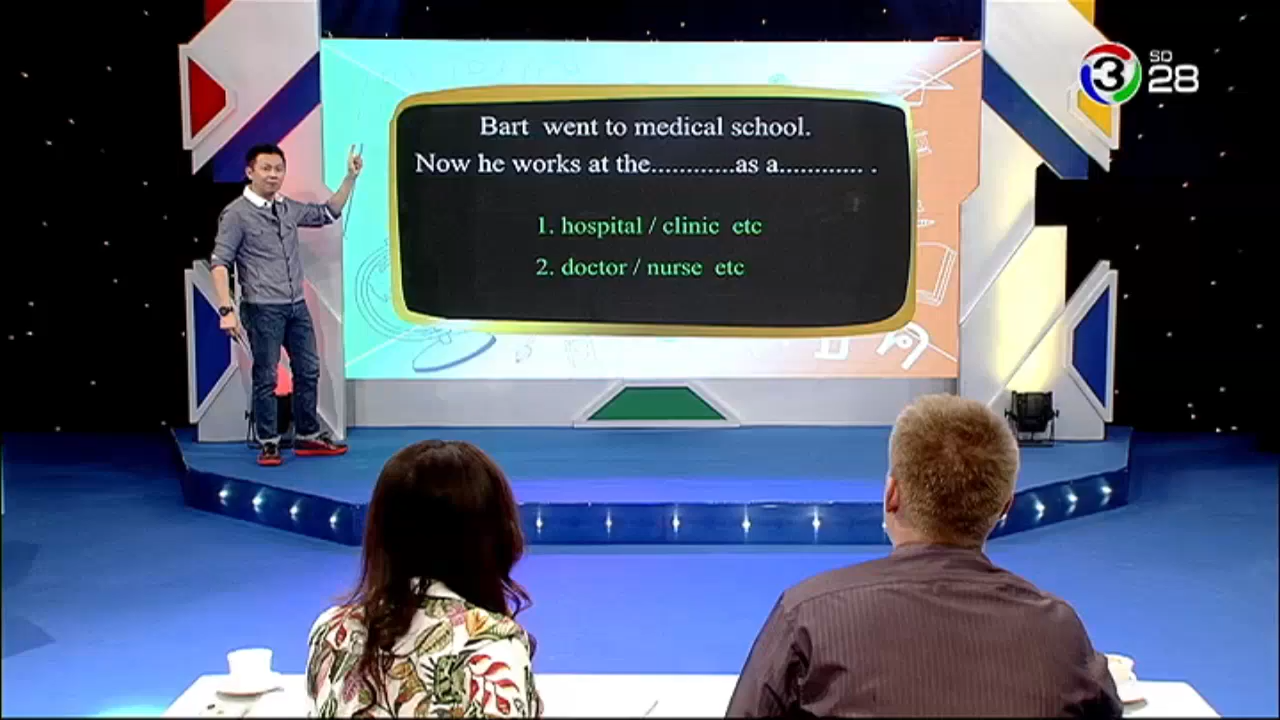 Bart went to medical school.
Now he works at the............as a............ .
1. hospital / clinic etc
2. doctor / nurse etc
3 SD
28